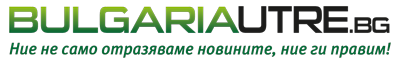 BULGARIAUTRE.BG
Ние не само отразяваме новините, ние ги правим!